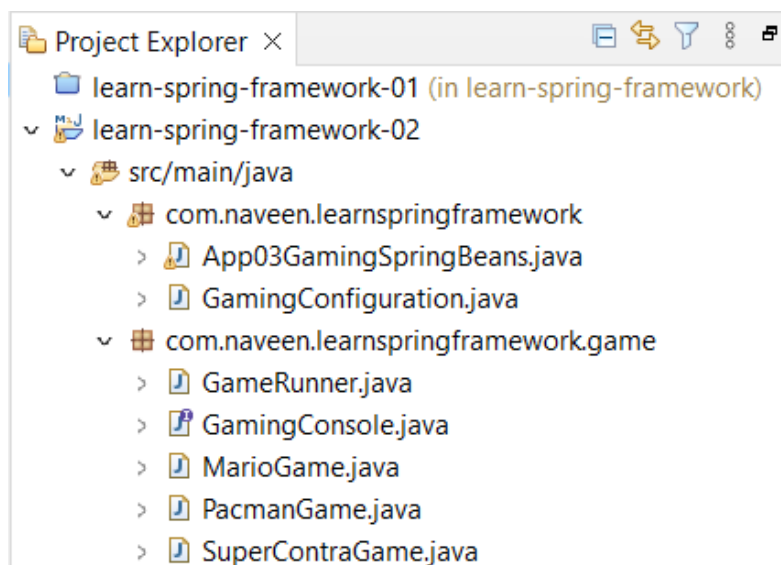 Project Explorer ×
learn-spring-framework-01 (in learn-spring-framework)
learn-spring-framework-02
src/main/java
com.naveen.learnspringframework
App03GamingSpringBeans.java
GamingConfiguration.java
com.naveen.learnspringframework.game
GameRunner.java
GamingConsole.java
MarioGame.java
PacmanGame.java
SuperContraGame.java